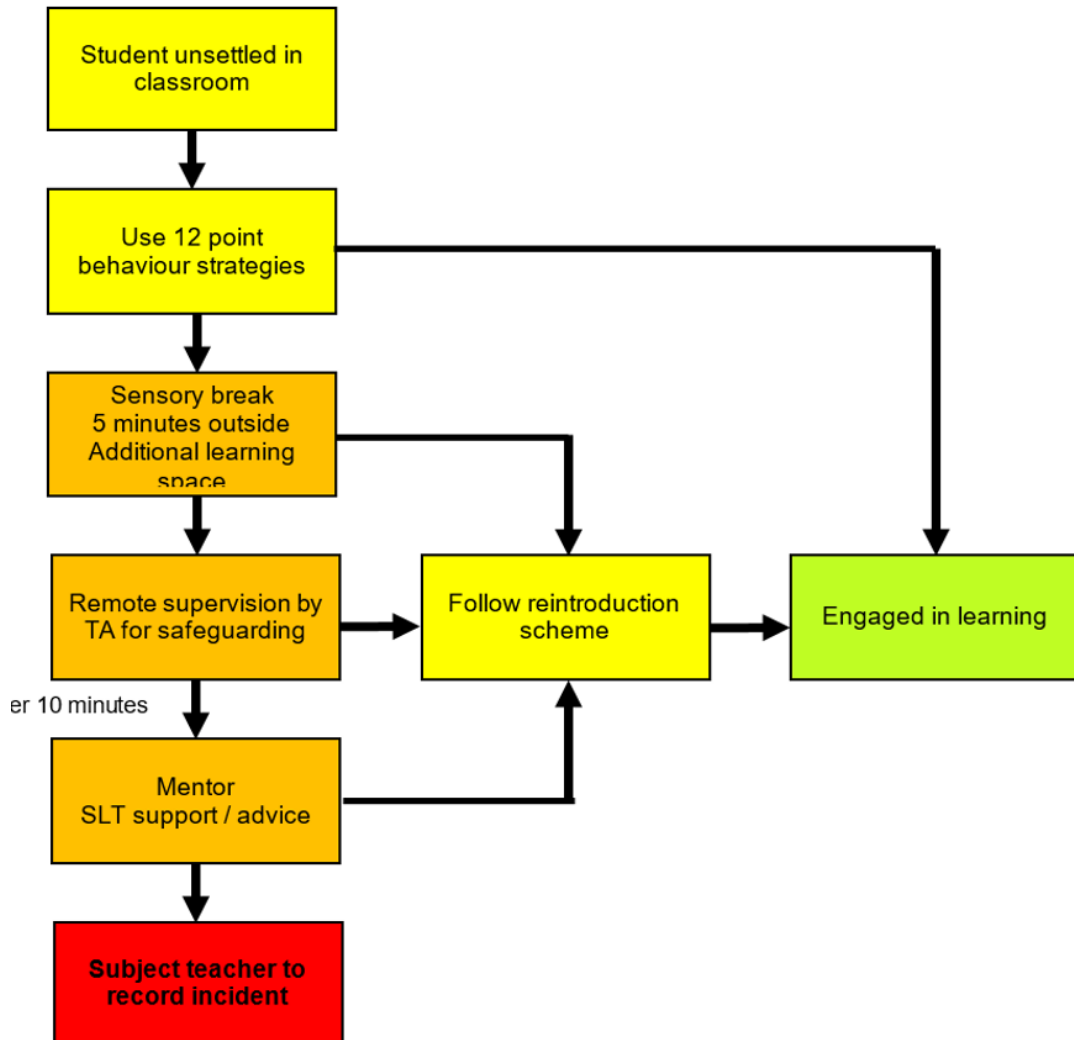 Student unsettled in
classroom
Use 12 point
behaviour strategies
Sensory break
5 minutes outside
Additional learning
space
Remote supervision by
TA for safeguarding
Follow reintroduction
scheme
Engaged in learning
er 10 minutes
Mentor
SLT support / advice
Subject teacher to
record incident